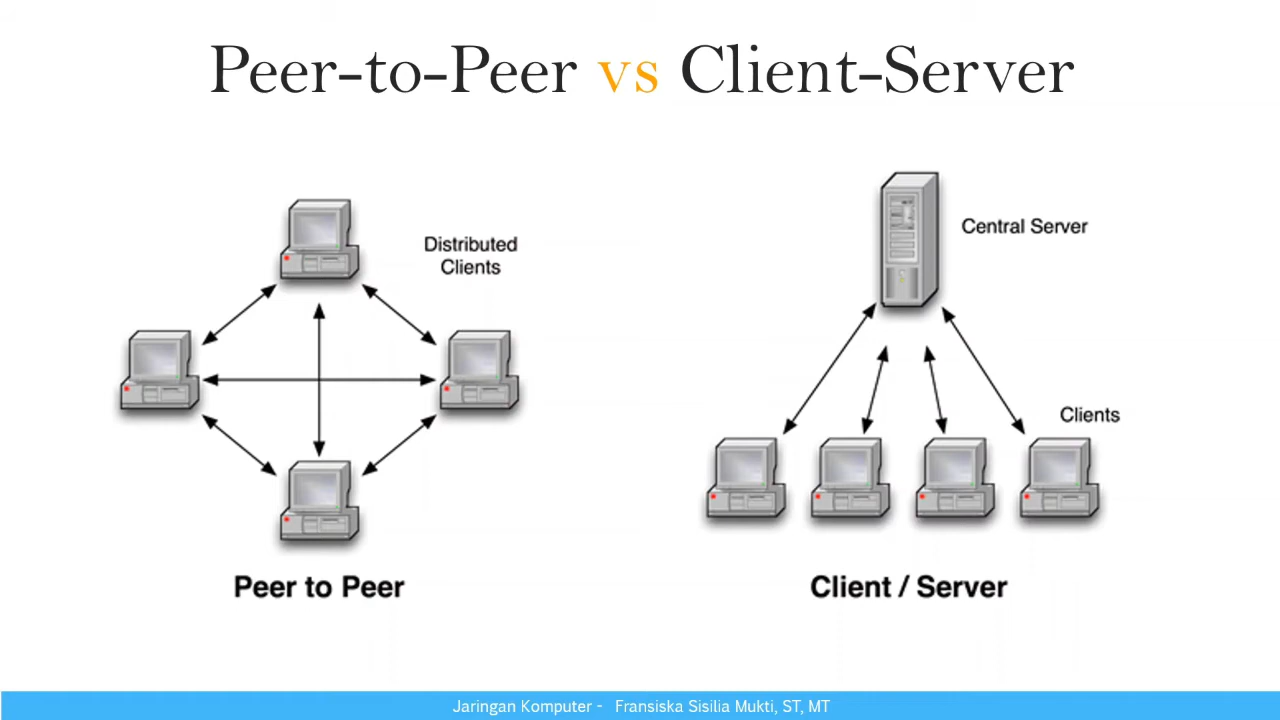 Peer-to-Peer vs Client-Server
Distributed
Clients
Peer to Peer
Central Server
Clients
Client / Server
Jaringan Komputer - Fransiska Sisilia Mukti, ST, MT